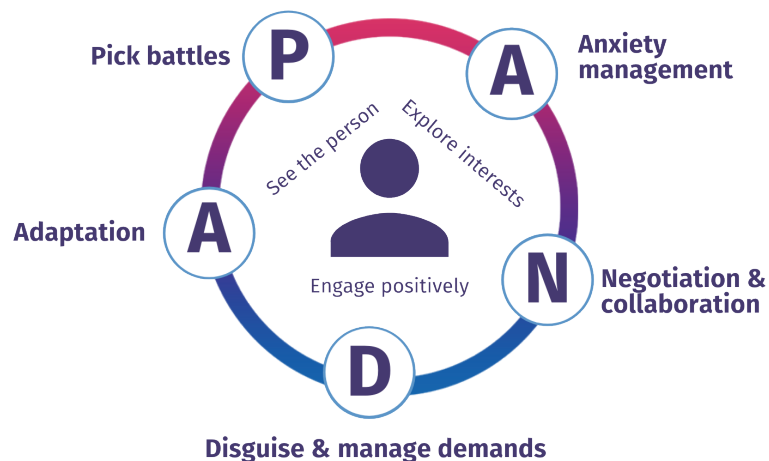 P
Pick battles
A
Anxiety
management
N
Negotiation &
collaboration
D
Disguise & manage demands
A
Adaptation
See the person
Explore interests
Engage positively